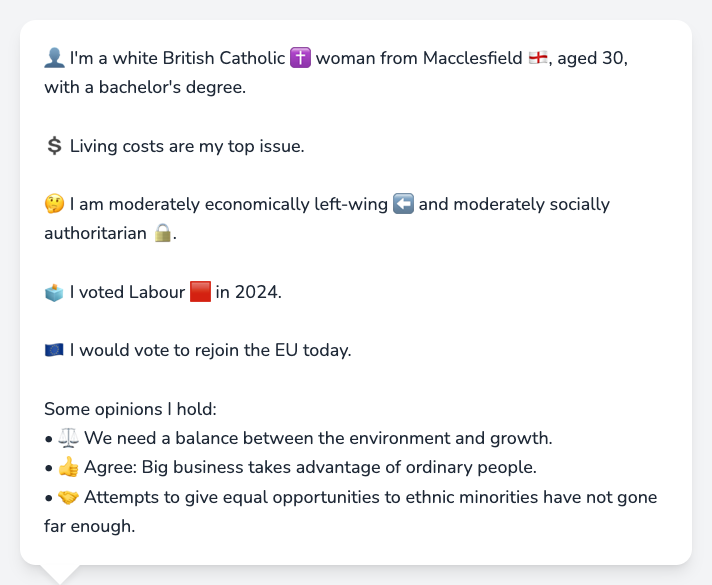 👤 I'm a white British Catholic ✝️ woman from Macclesfield 🏴󠁧󠁢󠁥󠁮󠁧󠁿, aged 30,
with a bachelor's degree.
💲 Living costs are my top issue.
🤔 I am moderately economically left-wing ⬅️ and moderately socially
authoritarian 🔒.
🗳️ I voted Labour 🟥 in 2024.
🇪🇺 I would vote to rejoin the EU today.
Some opinions I hold:
• ⚖️ We need a balance between the environment and growth.
• 👍 Agree: Big business takes advantage of ordinary people.
• 🤝 Attempts to give equal opportunities to ethnic minorities have not gone
far enough.